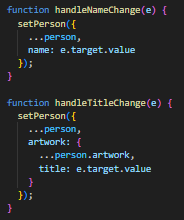 function handleNameChange(e) {
  setPerson({
    ...person,
    name: e.target.value
  });
}

function handleTitleChange(e) {
  setPerson({
    ...person,
    artwork: {
      ...person.artwork,
      title: e.target.value
    }
  });
}